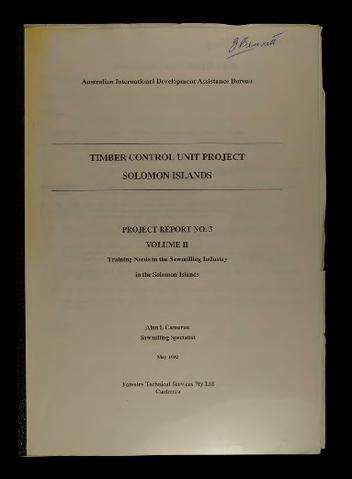 J Bennett
Australian International Development Assistance Bureau
TIMBER CONTROL UNIT PROJECT
SOLOMON ISLANDS
PROJECT REPORT NO. 3
VOLUME II
Training Needs in the Sawmilling Industry
in the Solomon Islands
Alan L Cameron
Sawmilling Specialist
May 1992
Forestry Technical Services Pty Ltd
Canberra